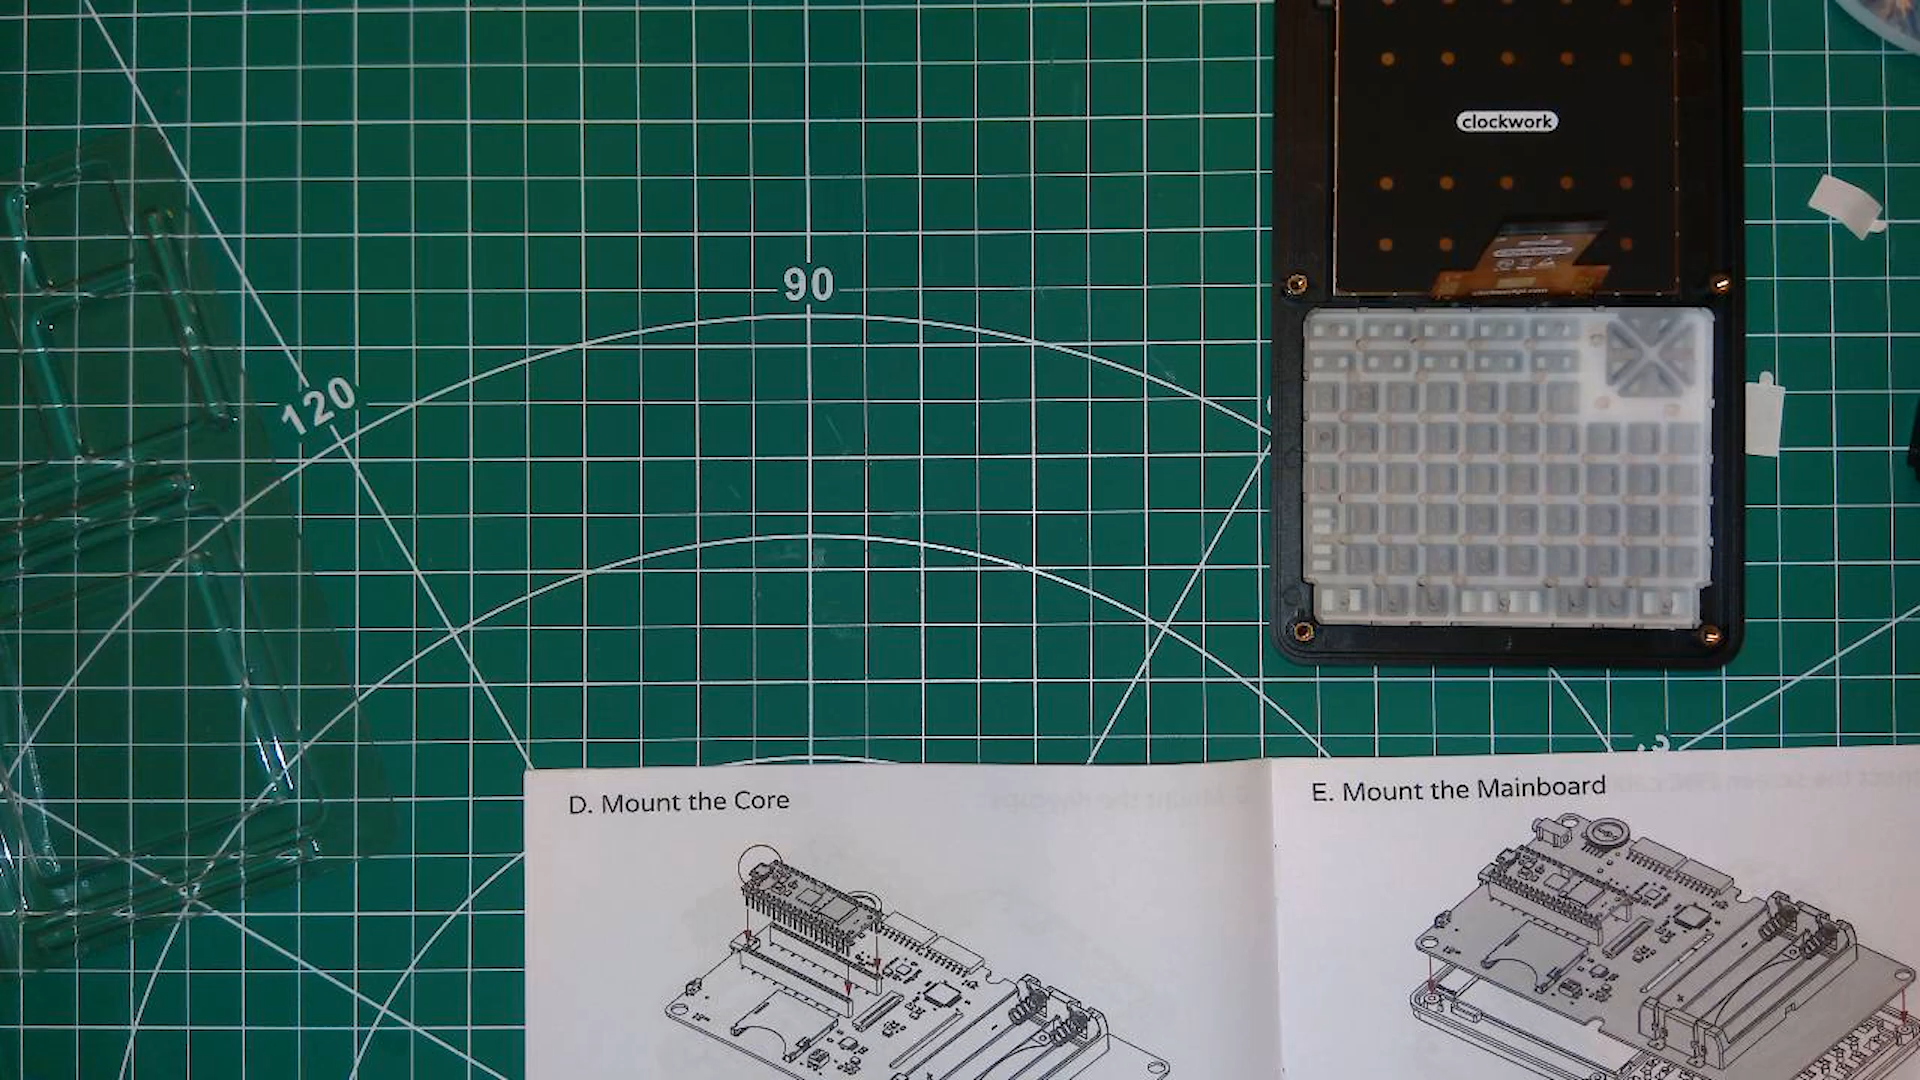 clockwork
90
120
D. Mount the Core
E. Mount the Mainboard